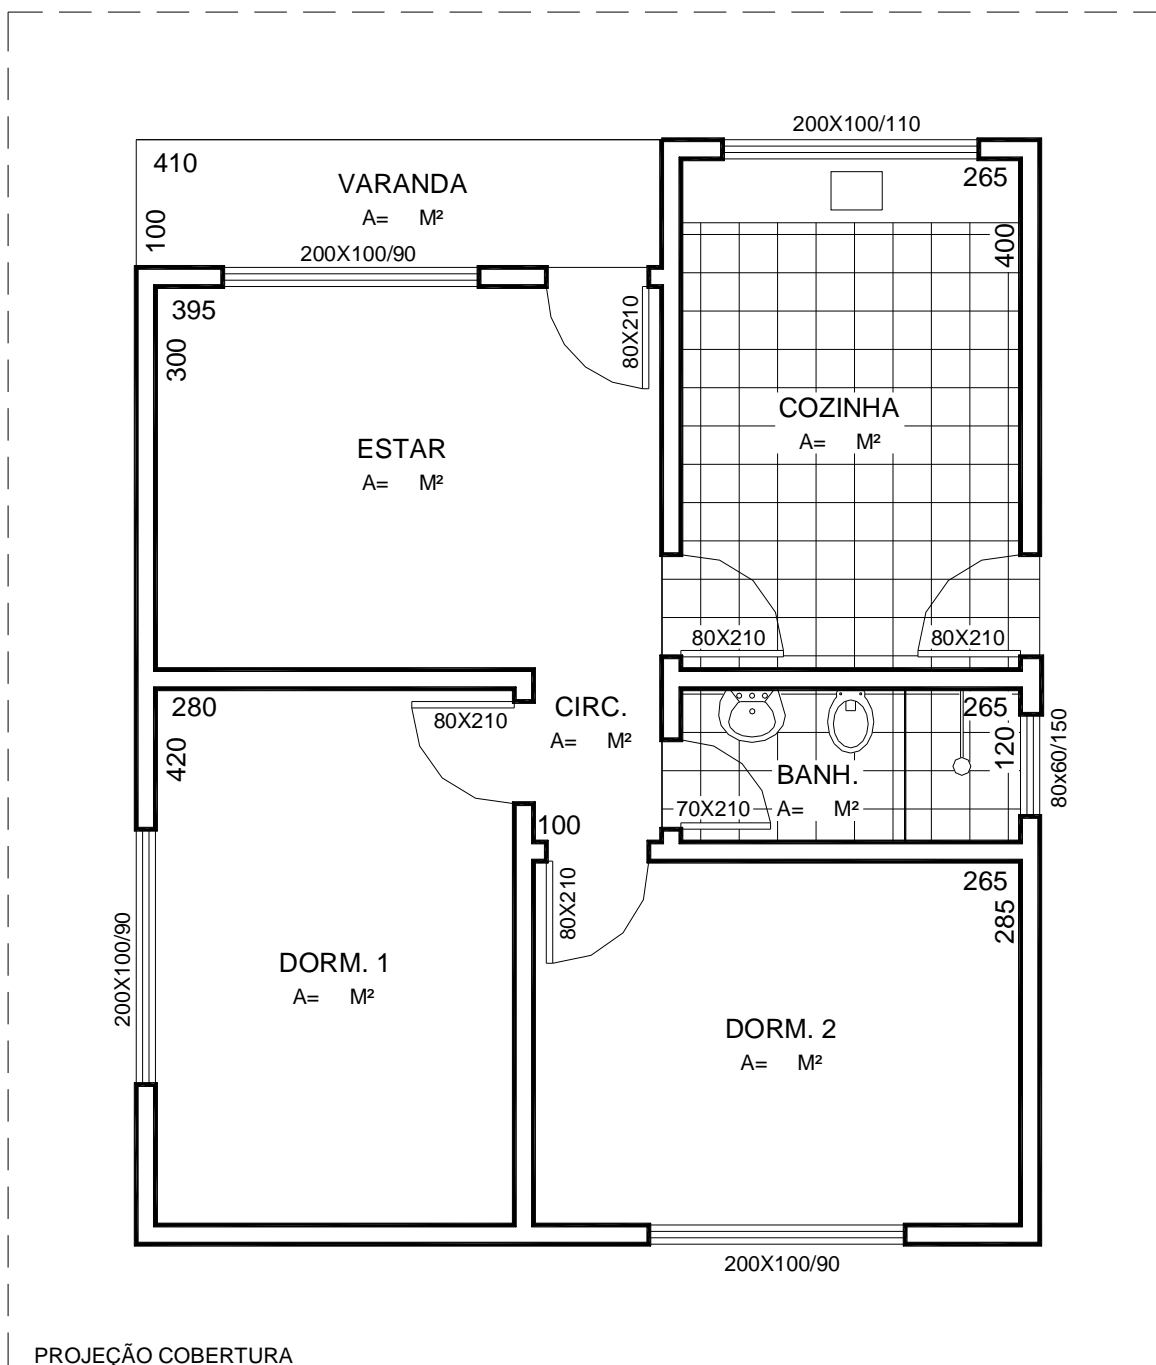 200X100/110
410
VARANDA
A= M²
100
265
400
200X100/90
395
300
80X210
COZINHA
A= M²
ESTAR
A= M²
80X210
80X210
280
420
80X210
CIRC.
A= M²
265
120
80x60/150
BANH.
A= M²
70X210
100
80X210
265
285
200X100/90
DORM. 1
A= M²
DORM. 2
A= M²
200X100/90
PROJEÇÃO COBERTURA